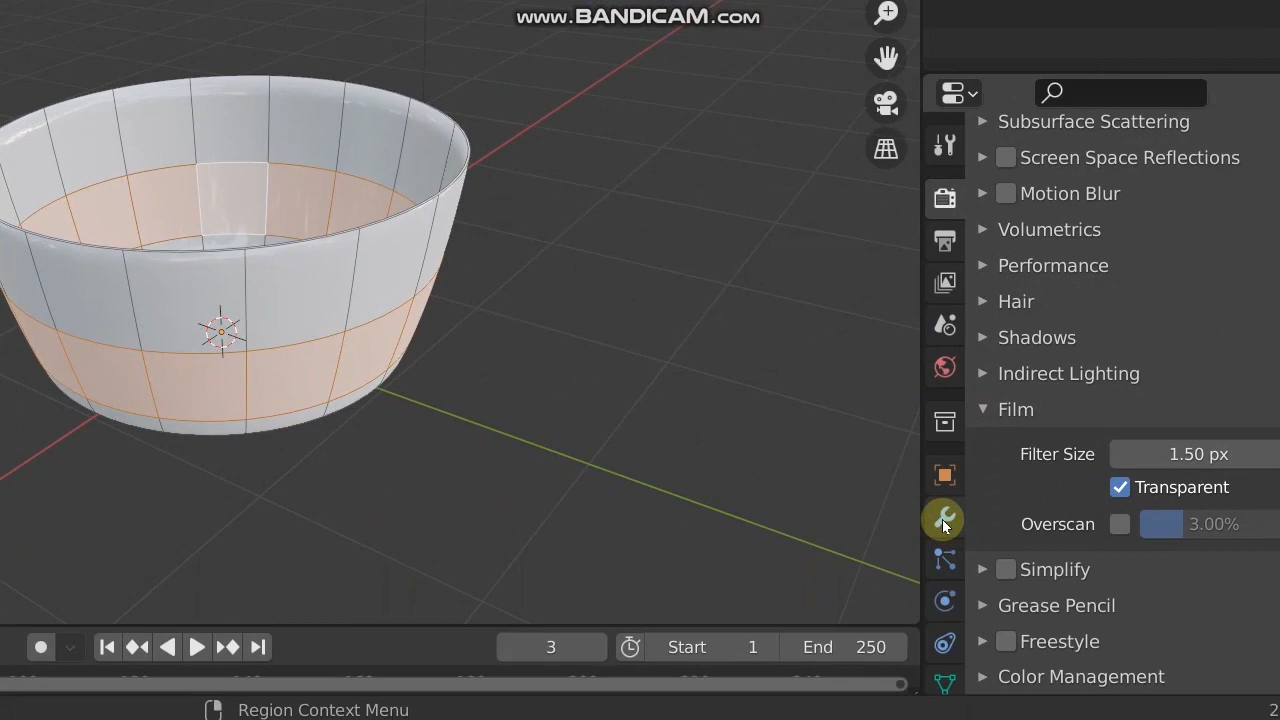 www.BANDICAM.com
Subsurface Scattering
Screen Space Reflections
Motion Blur
Volumetrics
Performance
Hair
Shadows
Indirect Lighting
Film
Filter Size 1.50 px
Transparent
Overscan 3.00%
Simplify
Grease Pencil
Freestyle
Color Management
3 Start 1 End 250
Region Context Menu
2